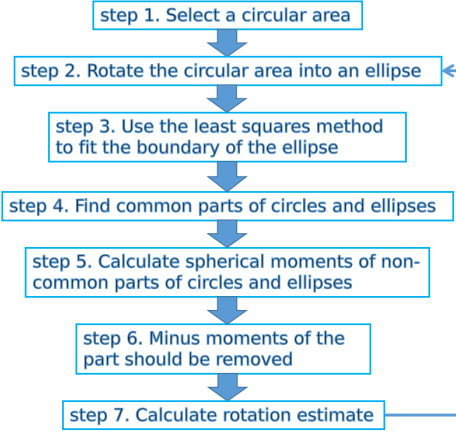 step 1. Select a circular area
step 2. Rotate the circular area into an ellipse
step 3. Use the least squares method
to fit the boundary of the ellipse
step 4. Find common parts of circles and ellipses
step 5. Calculate spherical moments of non-
common parts of circles and ellipses
step 6. Minus moments of the
part should be removed
step 7. Calculate rotation estimate